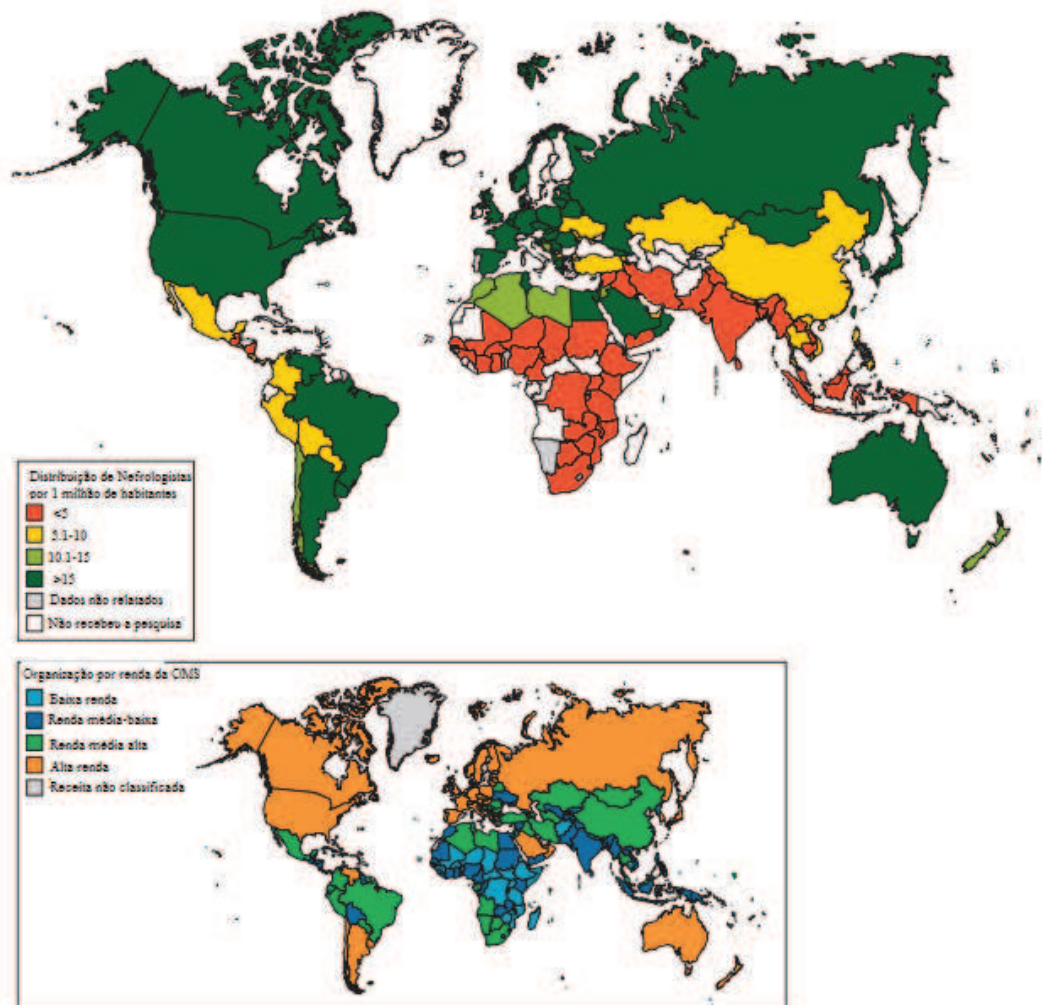 Distribuição de Nefrologistas
por 1 milhão de habitantes
<5
5.1-10
10.1-15
>15
Dados não relatados
Não recebeu a pesquisa
Organização por renda da OMS
Baixa renda
Renda média-baixa
Renda média alta
Alta renda
Receita não classificada